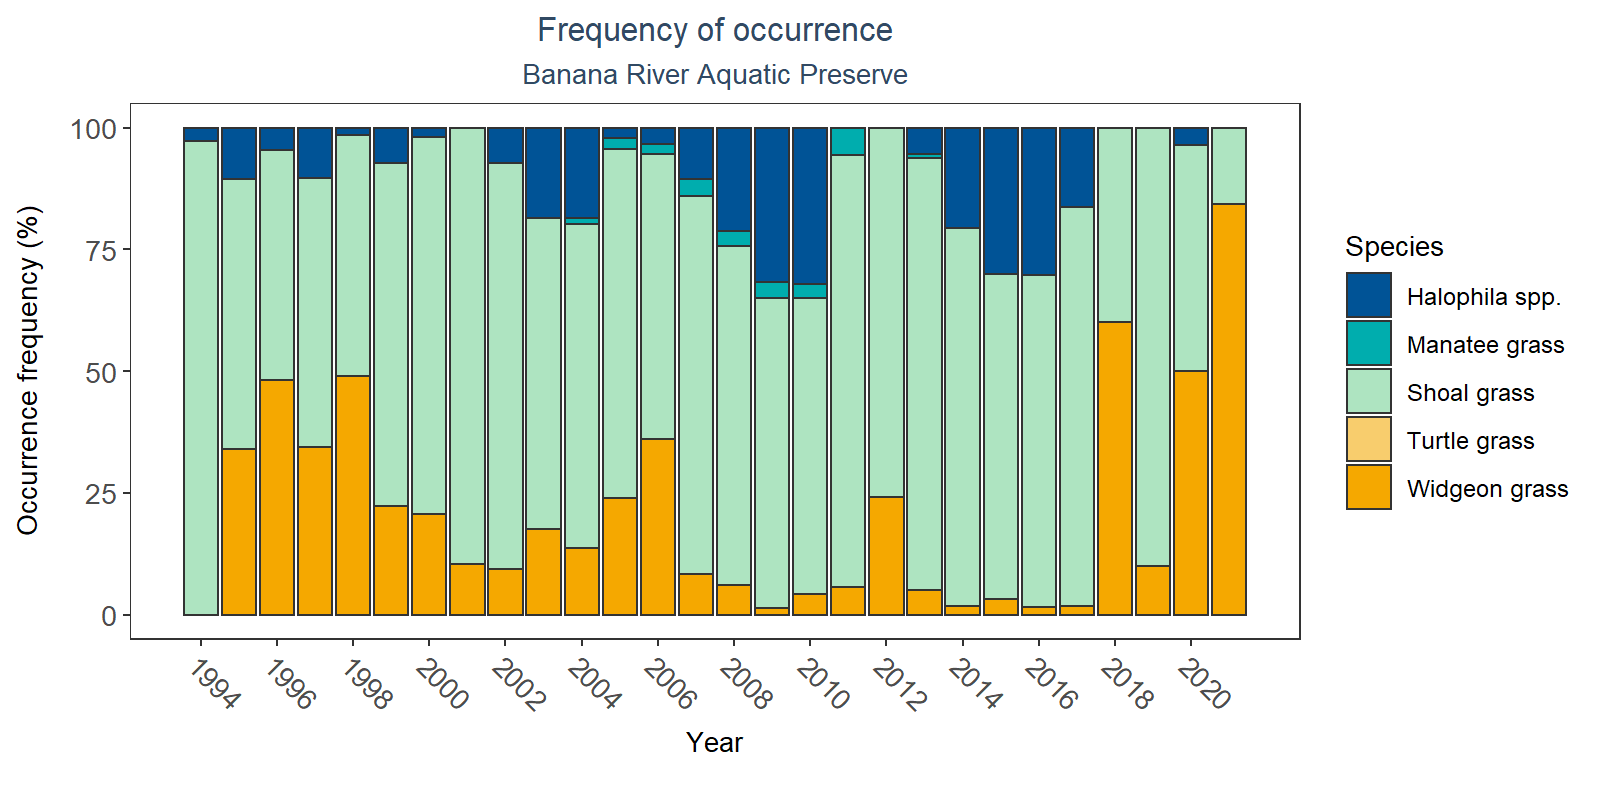 Frequency of occurrence
Banana River Aquatic Preserve
Occurrence frequency (%)
100
75
50
25
0
1994
1996
1998
2000
2002
2004
2006
2008
2010
2012
2014
2016
2018
2020
Year
Species
Halophila spp.
Manatee grass
Shoal grass
Turtle grass
Widgeon grass